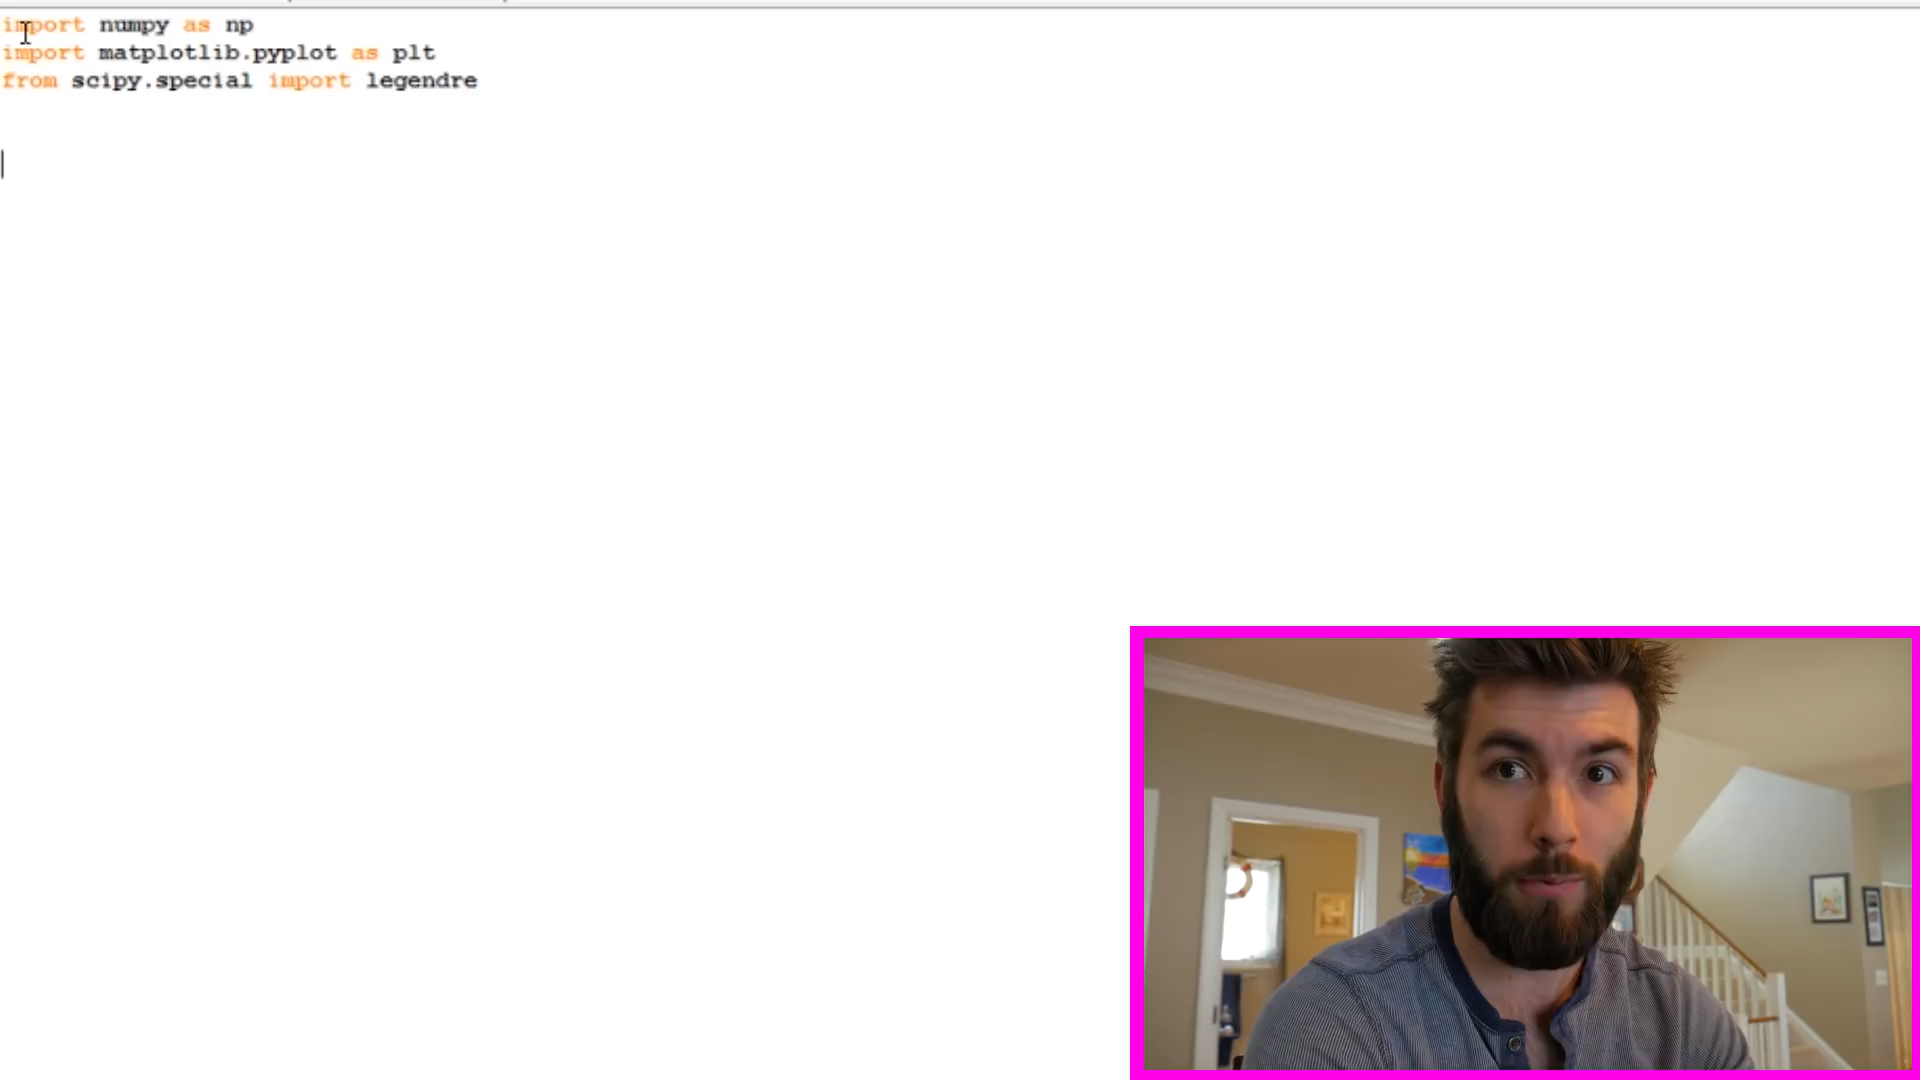 import numpy as np
import matplotlib.pyplot as plt
from scipy.special import legendre